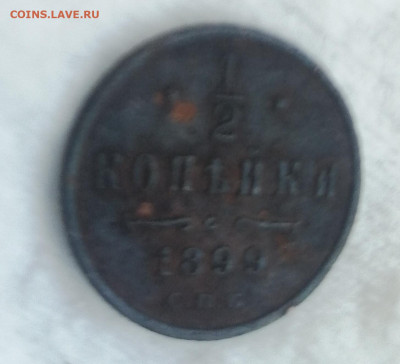 COINS.LAVE.RU
1/2
КОПѢЙКИ
1899
С.П.Б.